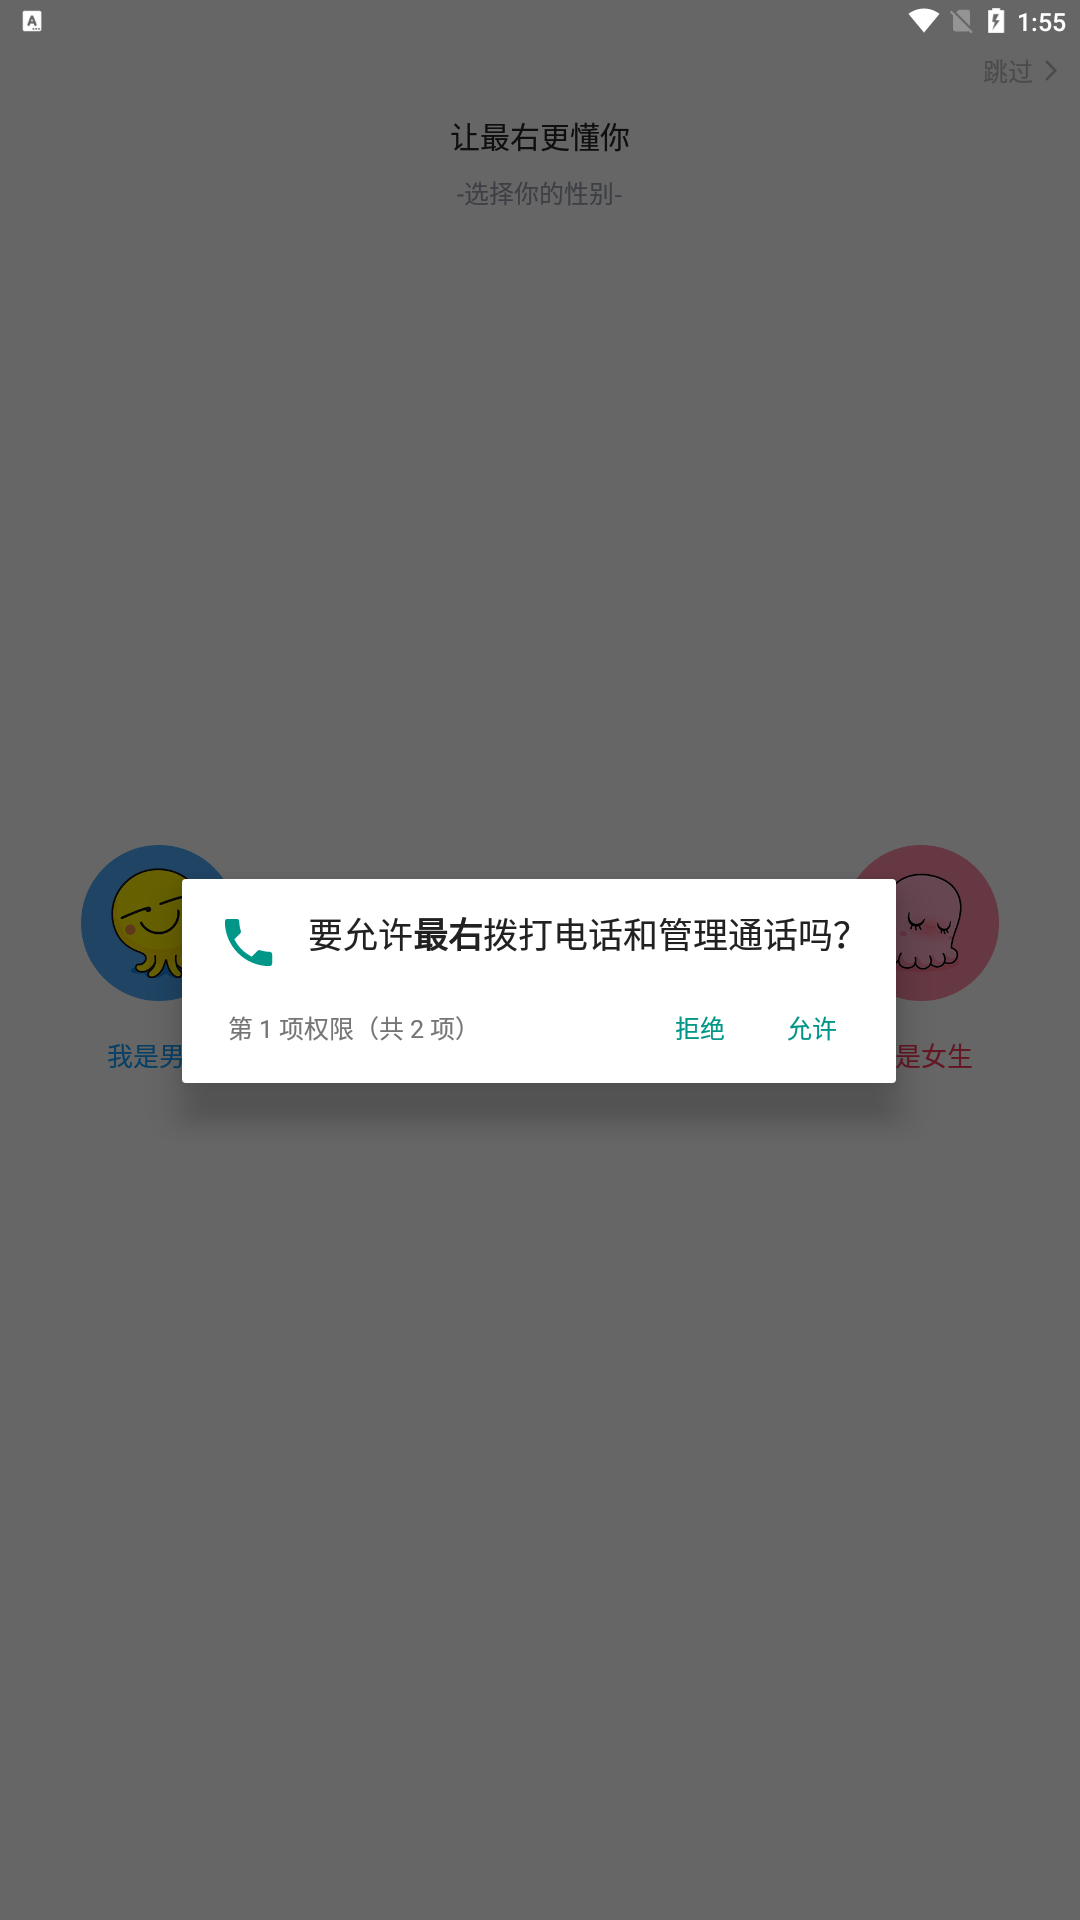 1:55
跳过
让最右更懂你
-选择你的性别-
要允许最右拨打电话和管理通话吗?
第 1 项权限（共 2 项）
拒绝
允许
我是男
是女生